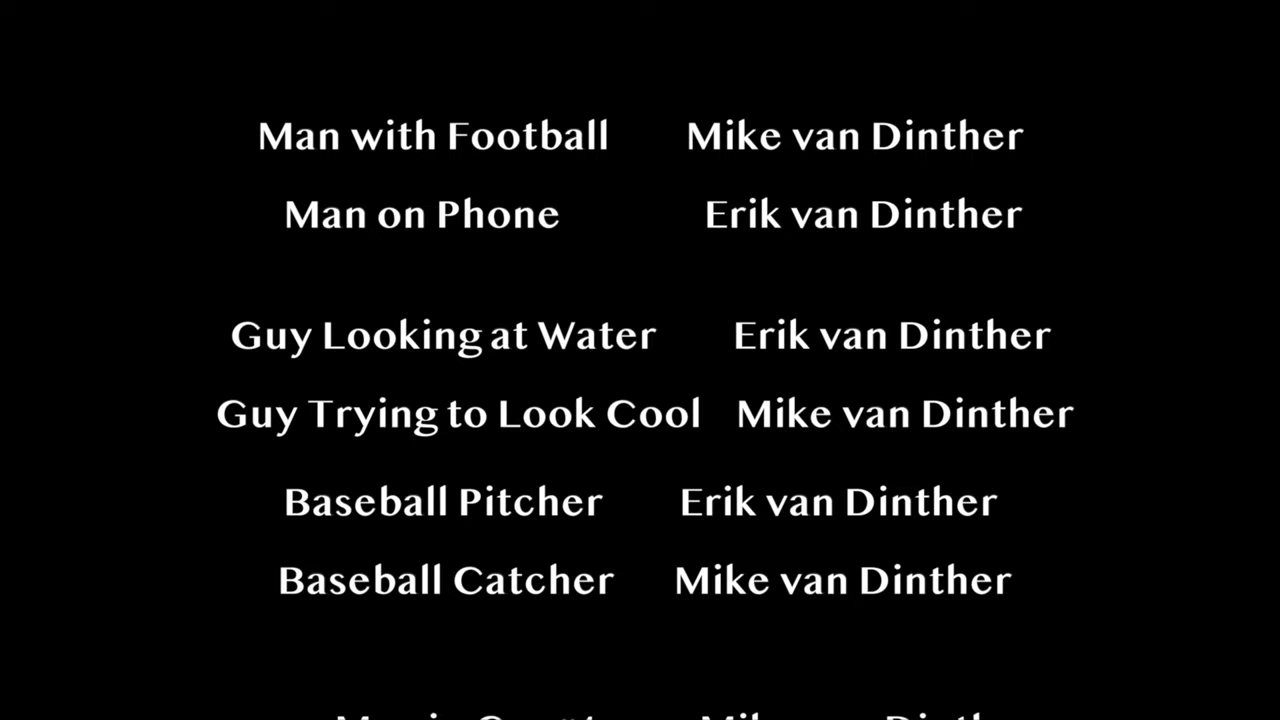 Man with Football Mike van Dinther
Man on Phone Erik van Dinther
Guy Looking at Water Erik van Dinther
Guy Trying to Look Cool Mike van Dinther
Baseball Pitcher Erik van Dinther
Baseball Catcher Mike van Dinther